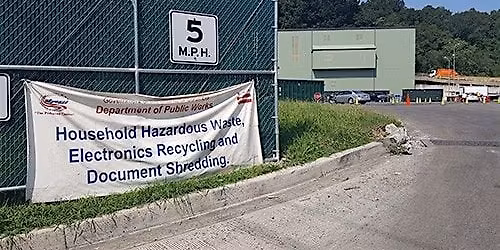 5
M.P.H.
Department of Public Works
Household Hazardous Waste,
Electronics Recycling and
Document Shredding.